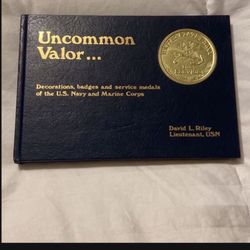 Uncommon
Valor...
Decorations, badges and service medals
of the U.S. Navy and Marine Corps
David L. Riley
Lieutenant, USN